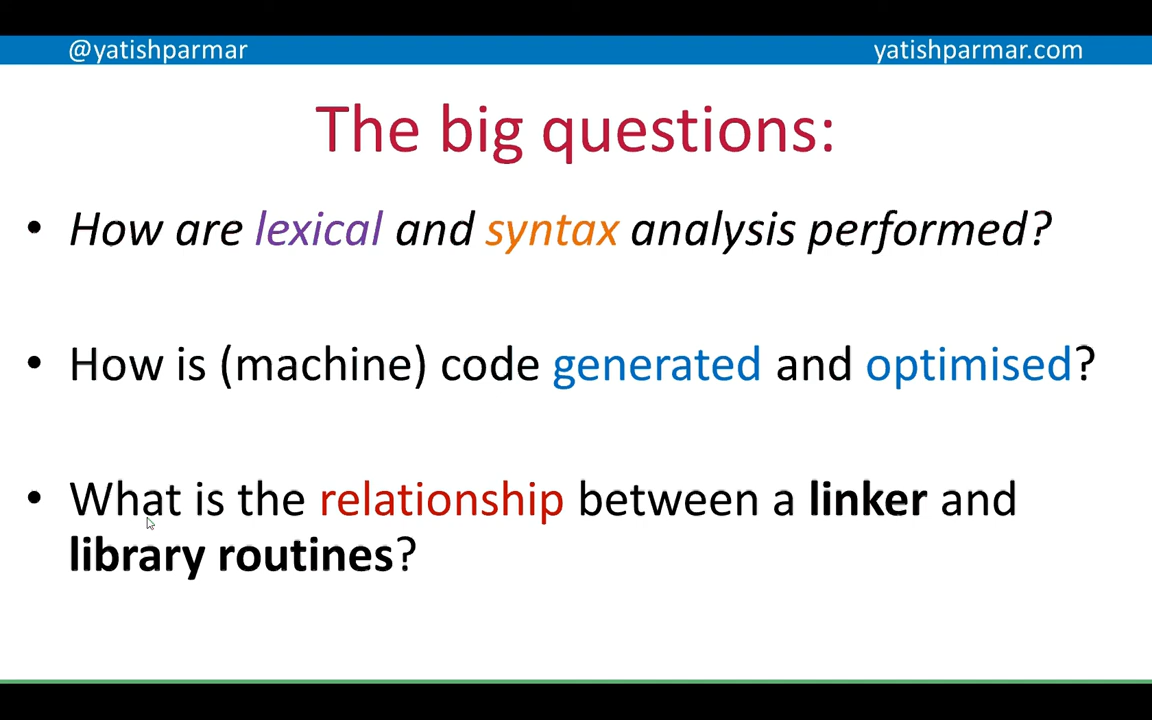 @yatishparmar
yatishparmar.com
The big questions:
• How are lexical and syntax analysis performed?
• How is (machine) code generated and optimised?
• What is the relationship between a linker and
library routines?